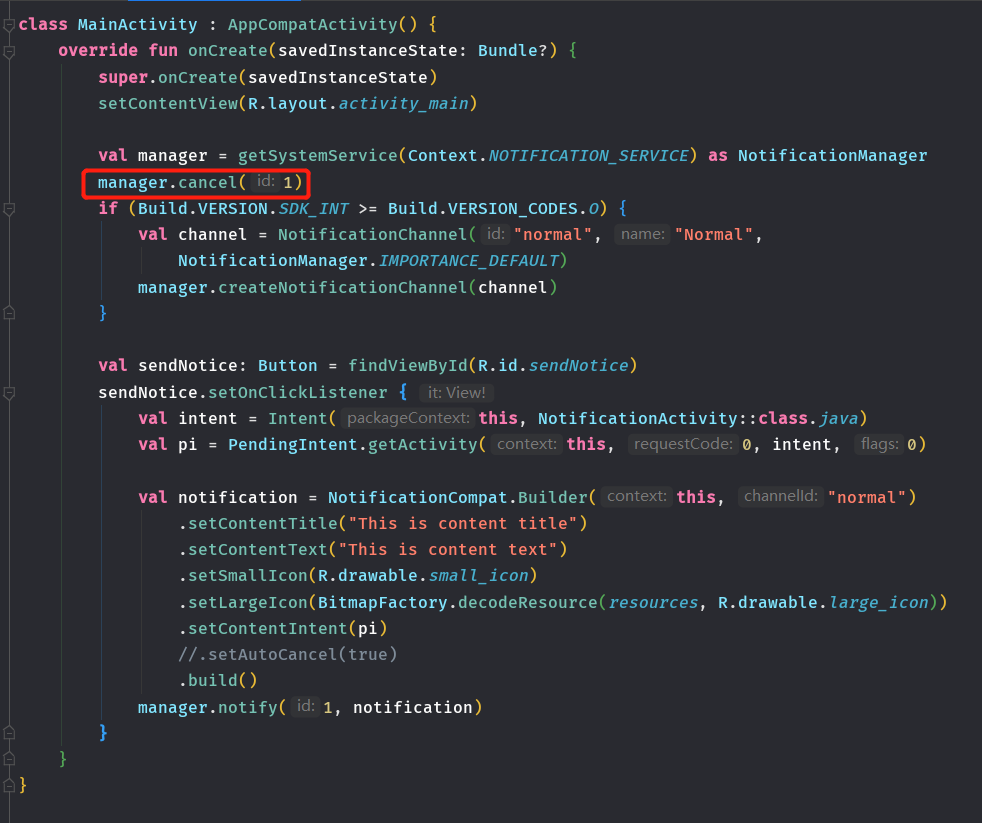 class MainActivity : AppCompatActivity() {
    override fun onCreate(savedInstanceState: Bundle?) {
        super.onCreate(savedInstanceState)
        setContentView(R.layout.activity_main)

        val manager = getSystemService(Context.NOTIFICATION_SERVICE) as NotificationManager
        manager.cancel( id: 1)
        if (Build.VERSION.SDK_INT >= Build.VERSION_CODES.O) {
            val channel = NotificationChannel( id: "normal", name: "Normal",
                NotificationManager.IMPORTANCE_DEFAULT)
            manager.createNotificationChannel(channel)
        }

        val sendNotice: Button = findViewById(R.id.sendNotice)
        sendNotice.setOnClickListener { it: View!
            val intent = Intent( packageContext: this, NotificationActivity::class.java)
            val pi = PendingIntent.getActivity( context: this, requestCode: 0, intent, flags: 0)

            val notification = NotificationCompat.Builder( context: this, channelId: "normal")
                .setContentTitle("This is content title")
                .setContentText("This is content text")
                .setSmallIcon(R.drawable.small_icon)
                .setLargeIcon(BitmapFactory.decodeResource(resources, R.drawable.large_icon))
                .setContentIntent(pi)
                //.setAutoCancel(true)
                .build()
            manager.notify( id: 1, notification)
        }
    }
}